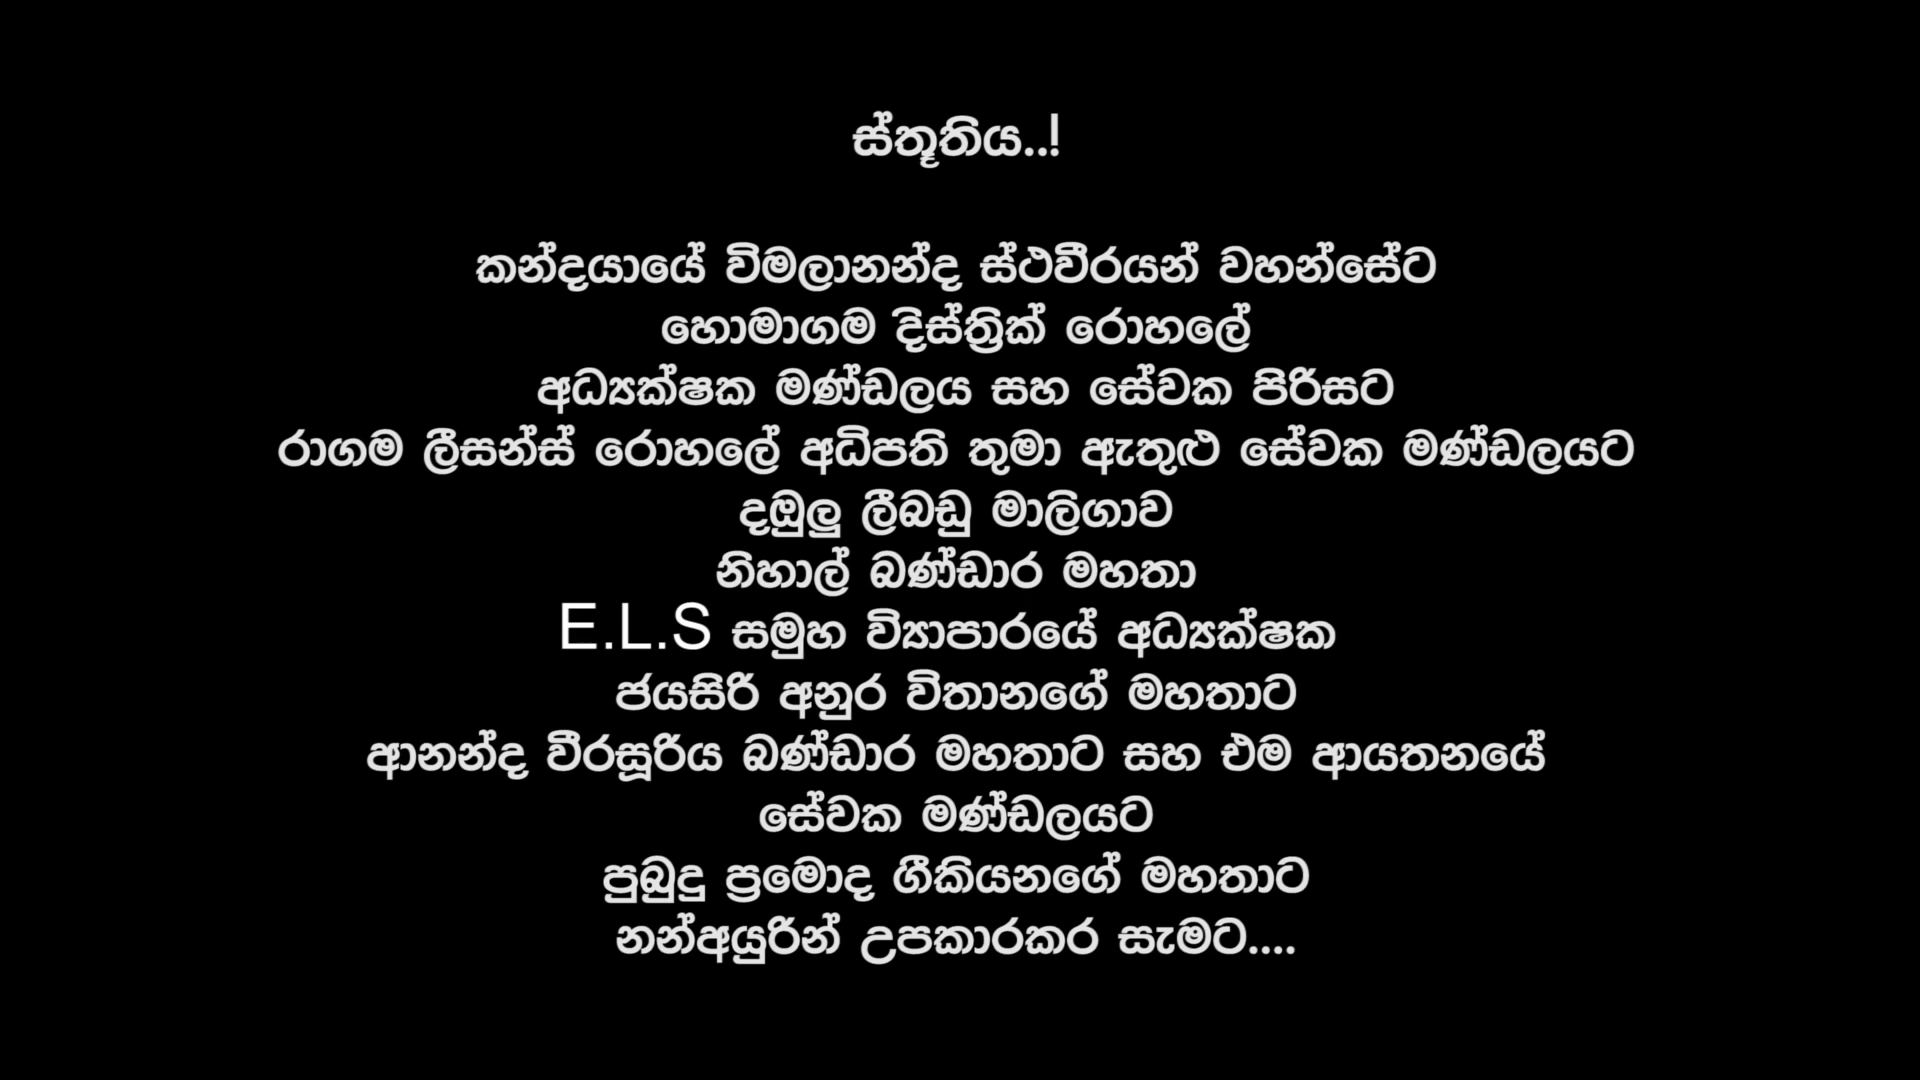 ස්තූතිය..!
කන්දයායේ විමලානන්ද ස්ථවීරයන් වහන්සේට
හොමාගම දිස්ත්‍රික් රොහලේ
අධ්‍යක්ෂක මණ්ඩලය සහ සේවක පිරිසට
රාගම ලීසන්ස් රොහලේ අධිපති තුමා ඇතුළු සේවක මණ්ඩලයට
දඹුලු ලීබඩු මාලිගාව
නිහාල් බණ්ඩාර මහතා
E.L.S සමුහ ව්‍යාපාරයේ අධ්‍යක්ෂක
ජයසිරි අනුර විතානගේ මහතාට
ආනන්ද වීරසූරිය බණ්ඩාර මහතාට සහ එම ආයතනයේ
සේවක මණ්ඩලයට
පුබුදු ප්‍රමොද ගීකියනගේ මහතාට
නන්අයුරින් උපකාරකර සැමට....